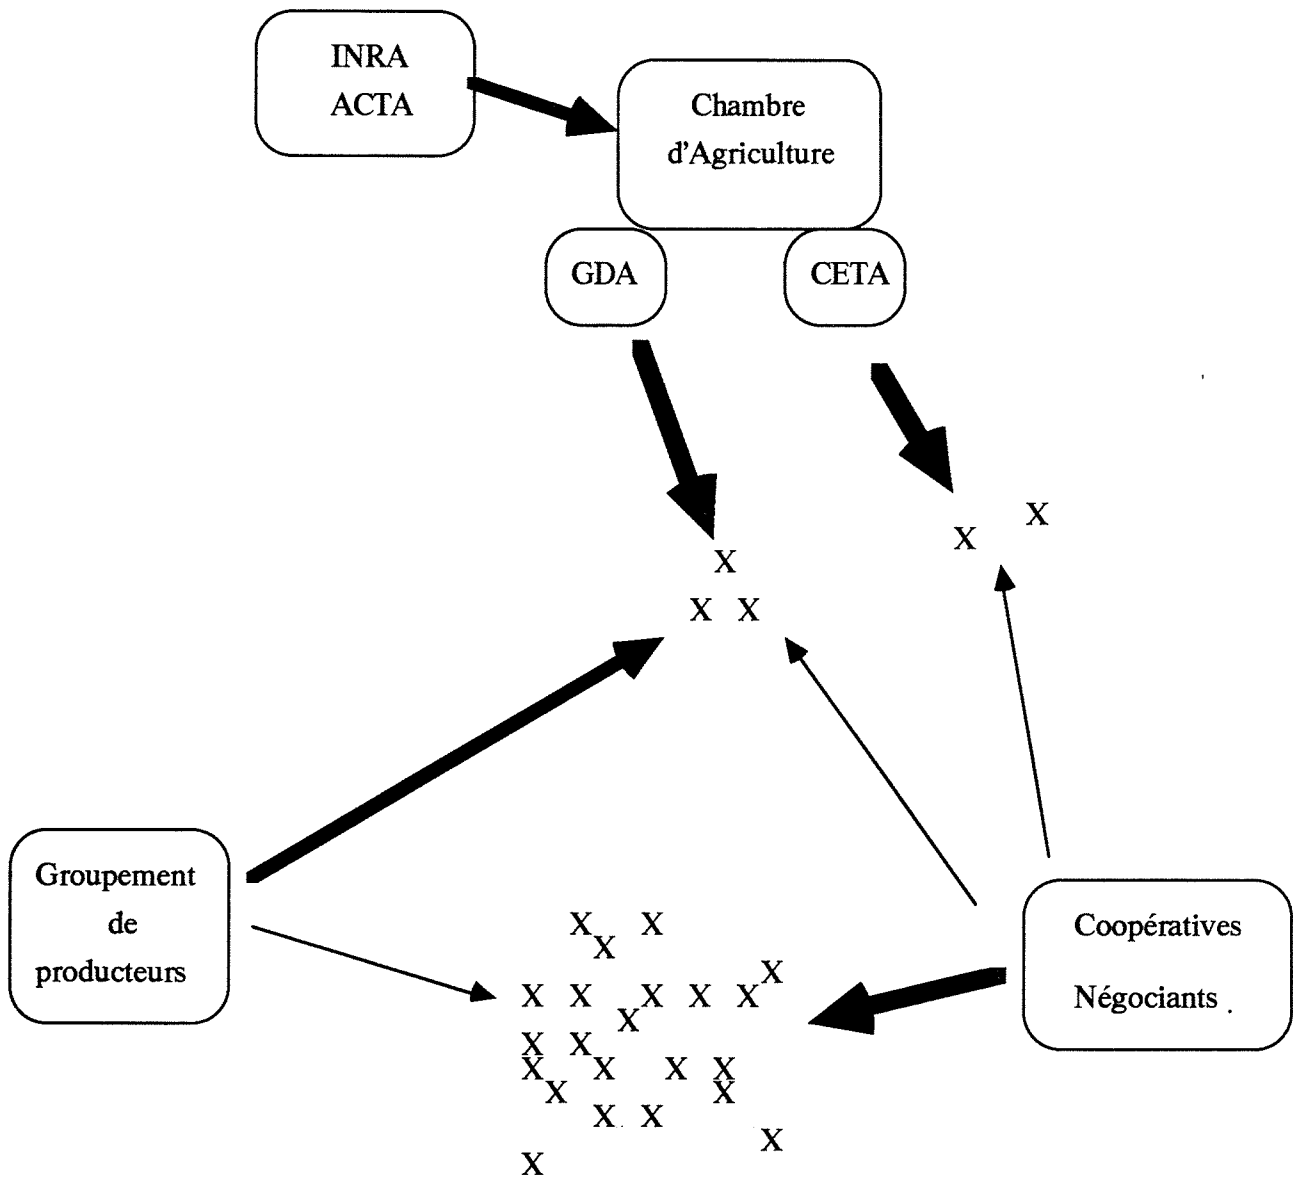 INRA
ACTA
Chambre
d'Agriculture
GDA
CETA
X
X
X
X X
Groupement
de
producteurs
Coopératives
Négociants .
X X
X
X
X X X X X
X
X X
X X X X
X X
X X
X
X